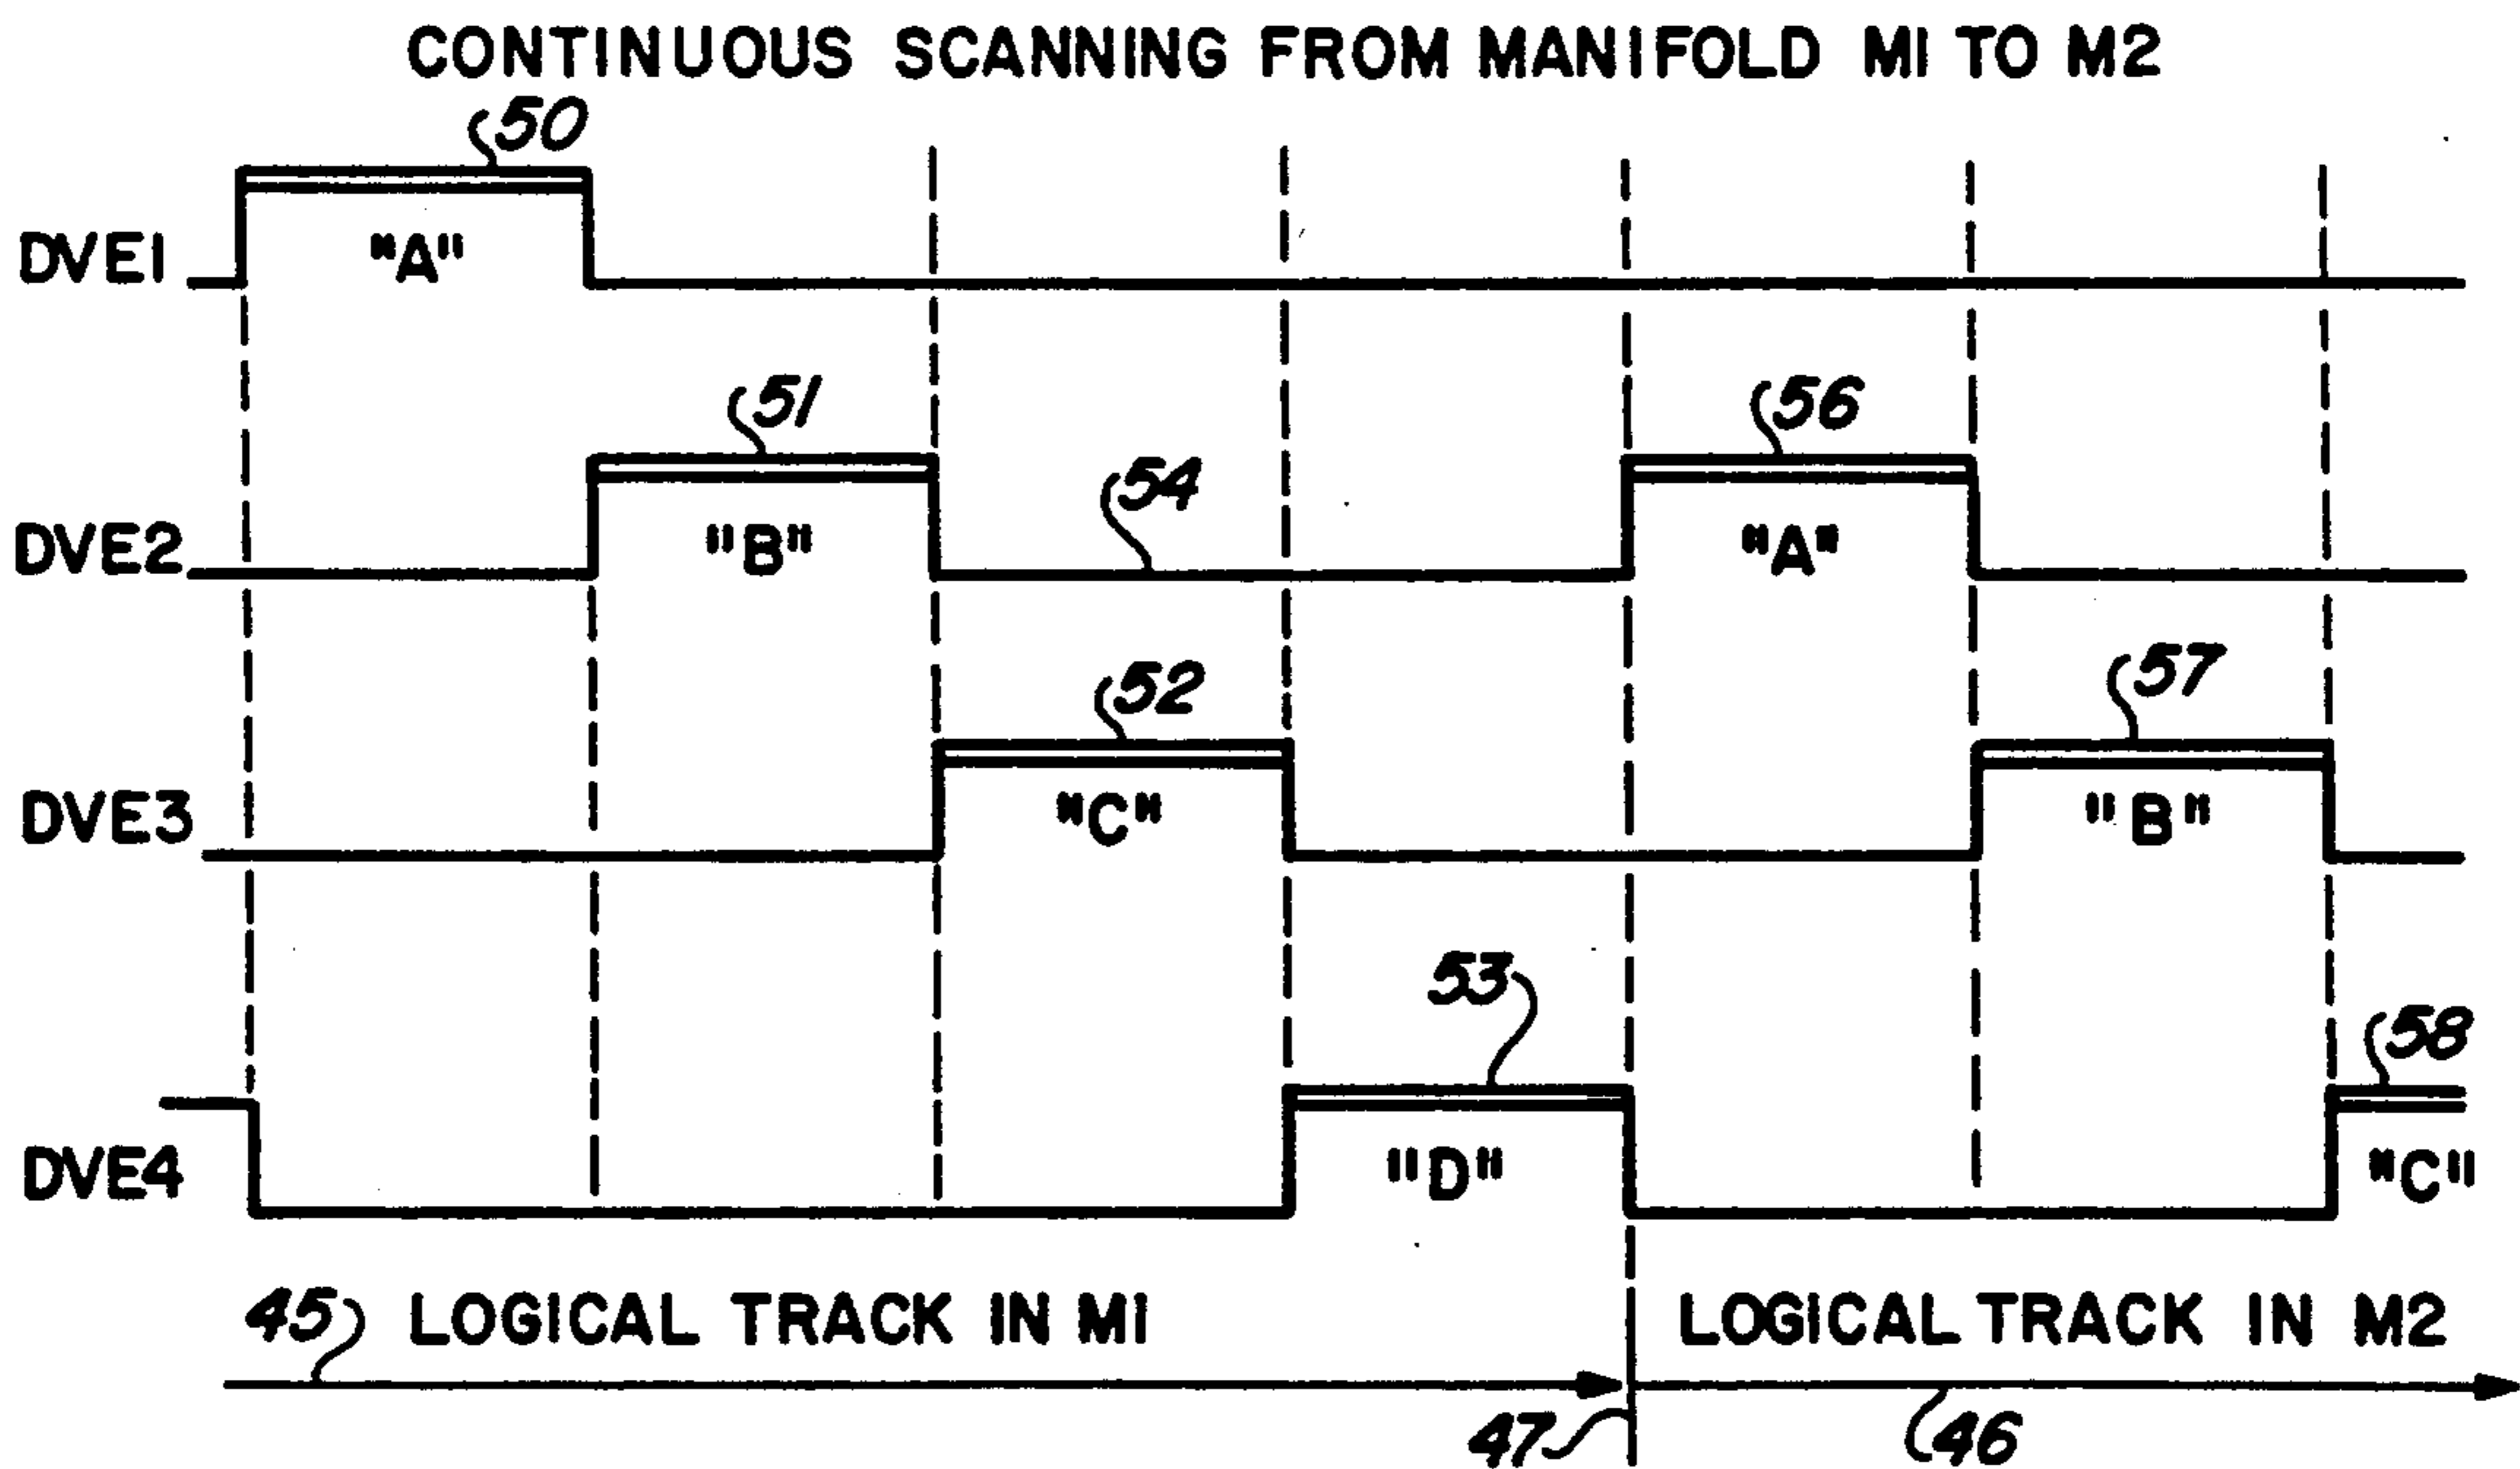 CONTINUOUS SCANNING FROM MANIFOLD M1 TO M2
50
DVE1
"A"
51
56
54
DVE2
"B"
"A"
52
57
DVE3
"C"
"B"
53
58
DVE4
"D"
"C"
45
LOGICAL TRACK IN M1
LOGICAL TRACK IN M2
47
46